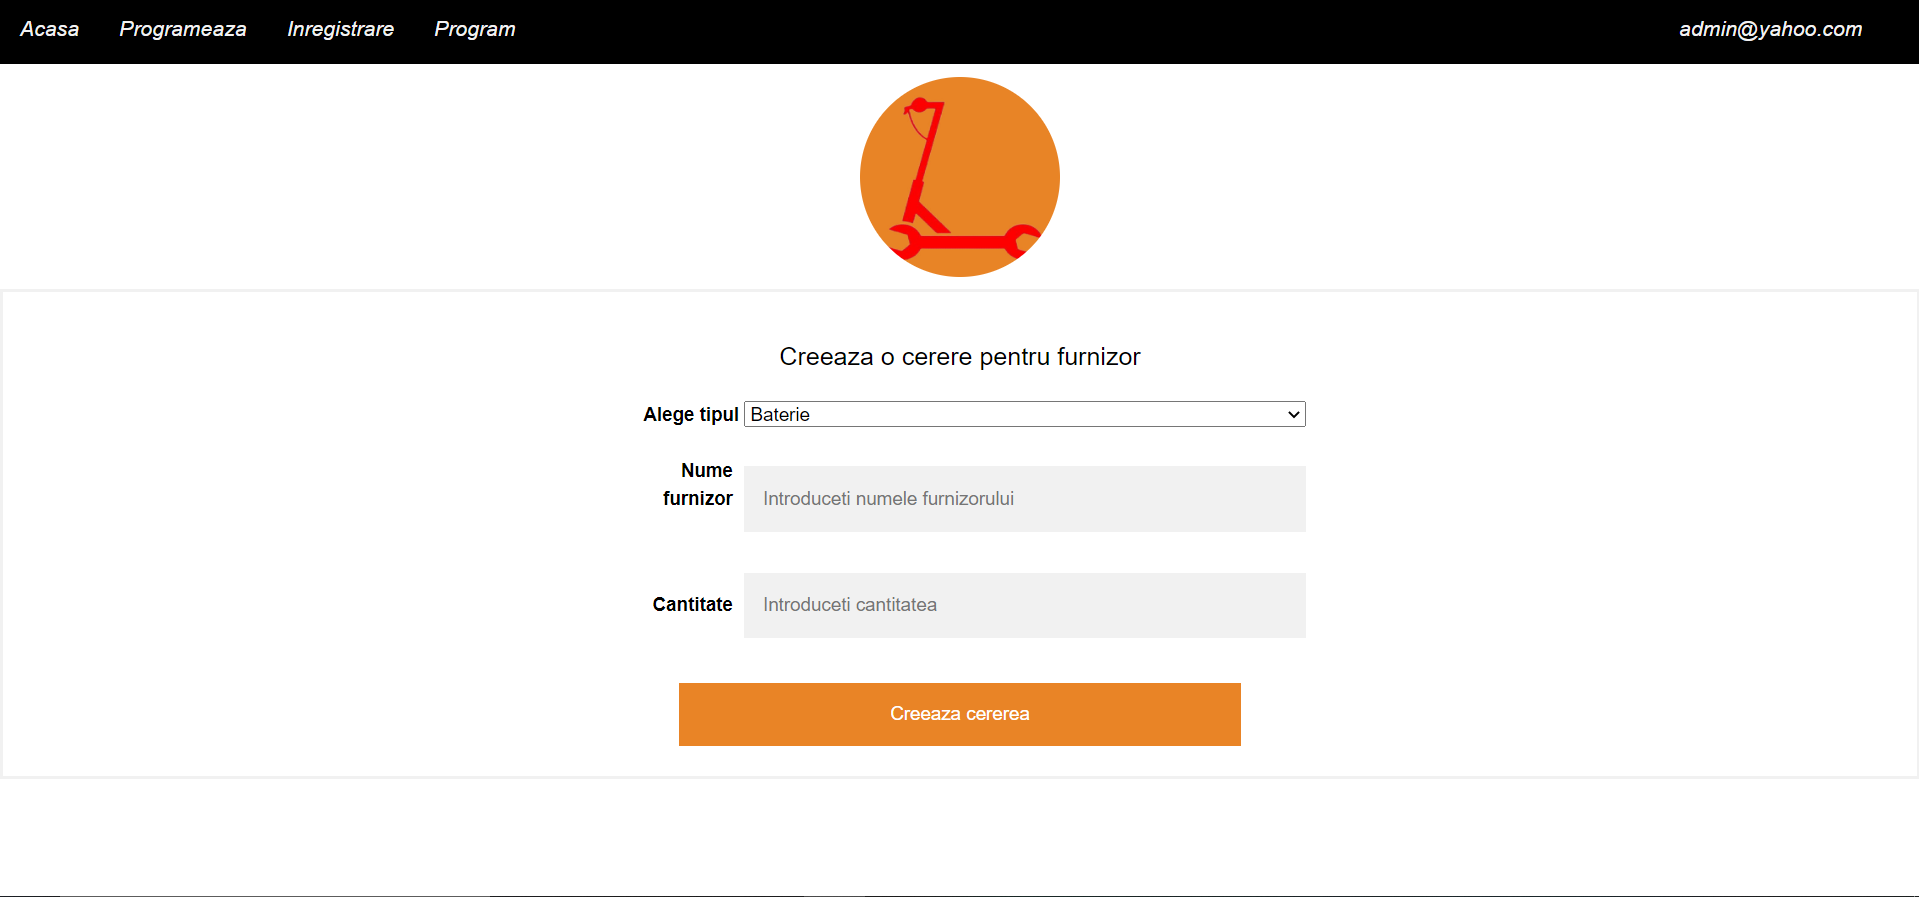 Acasa Programeaza Inregistrare Program admin@yahoo.com
Creeaza o cerere pentru furnizor
Alege tipul Baterie
Nume
furnizor Introduceti numele furnizorului
Cantitate Introduceti cantitatea
Creeaza cererea